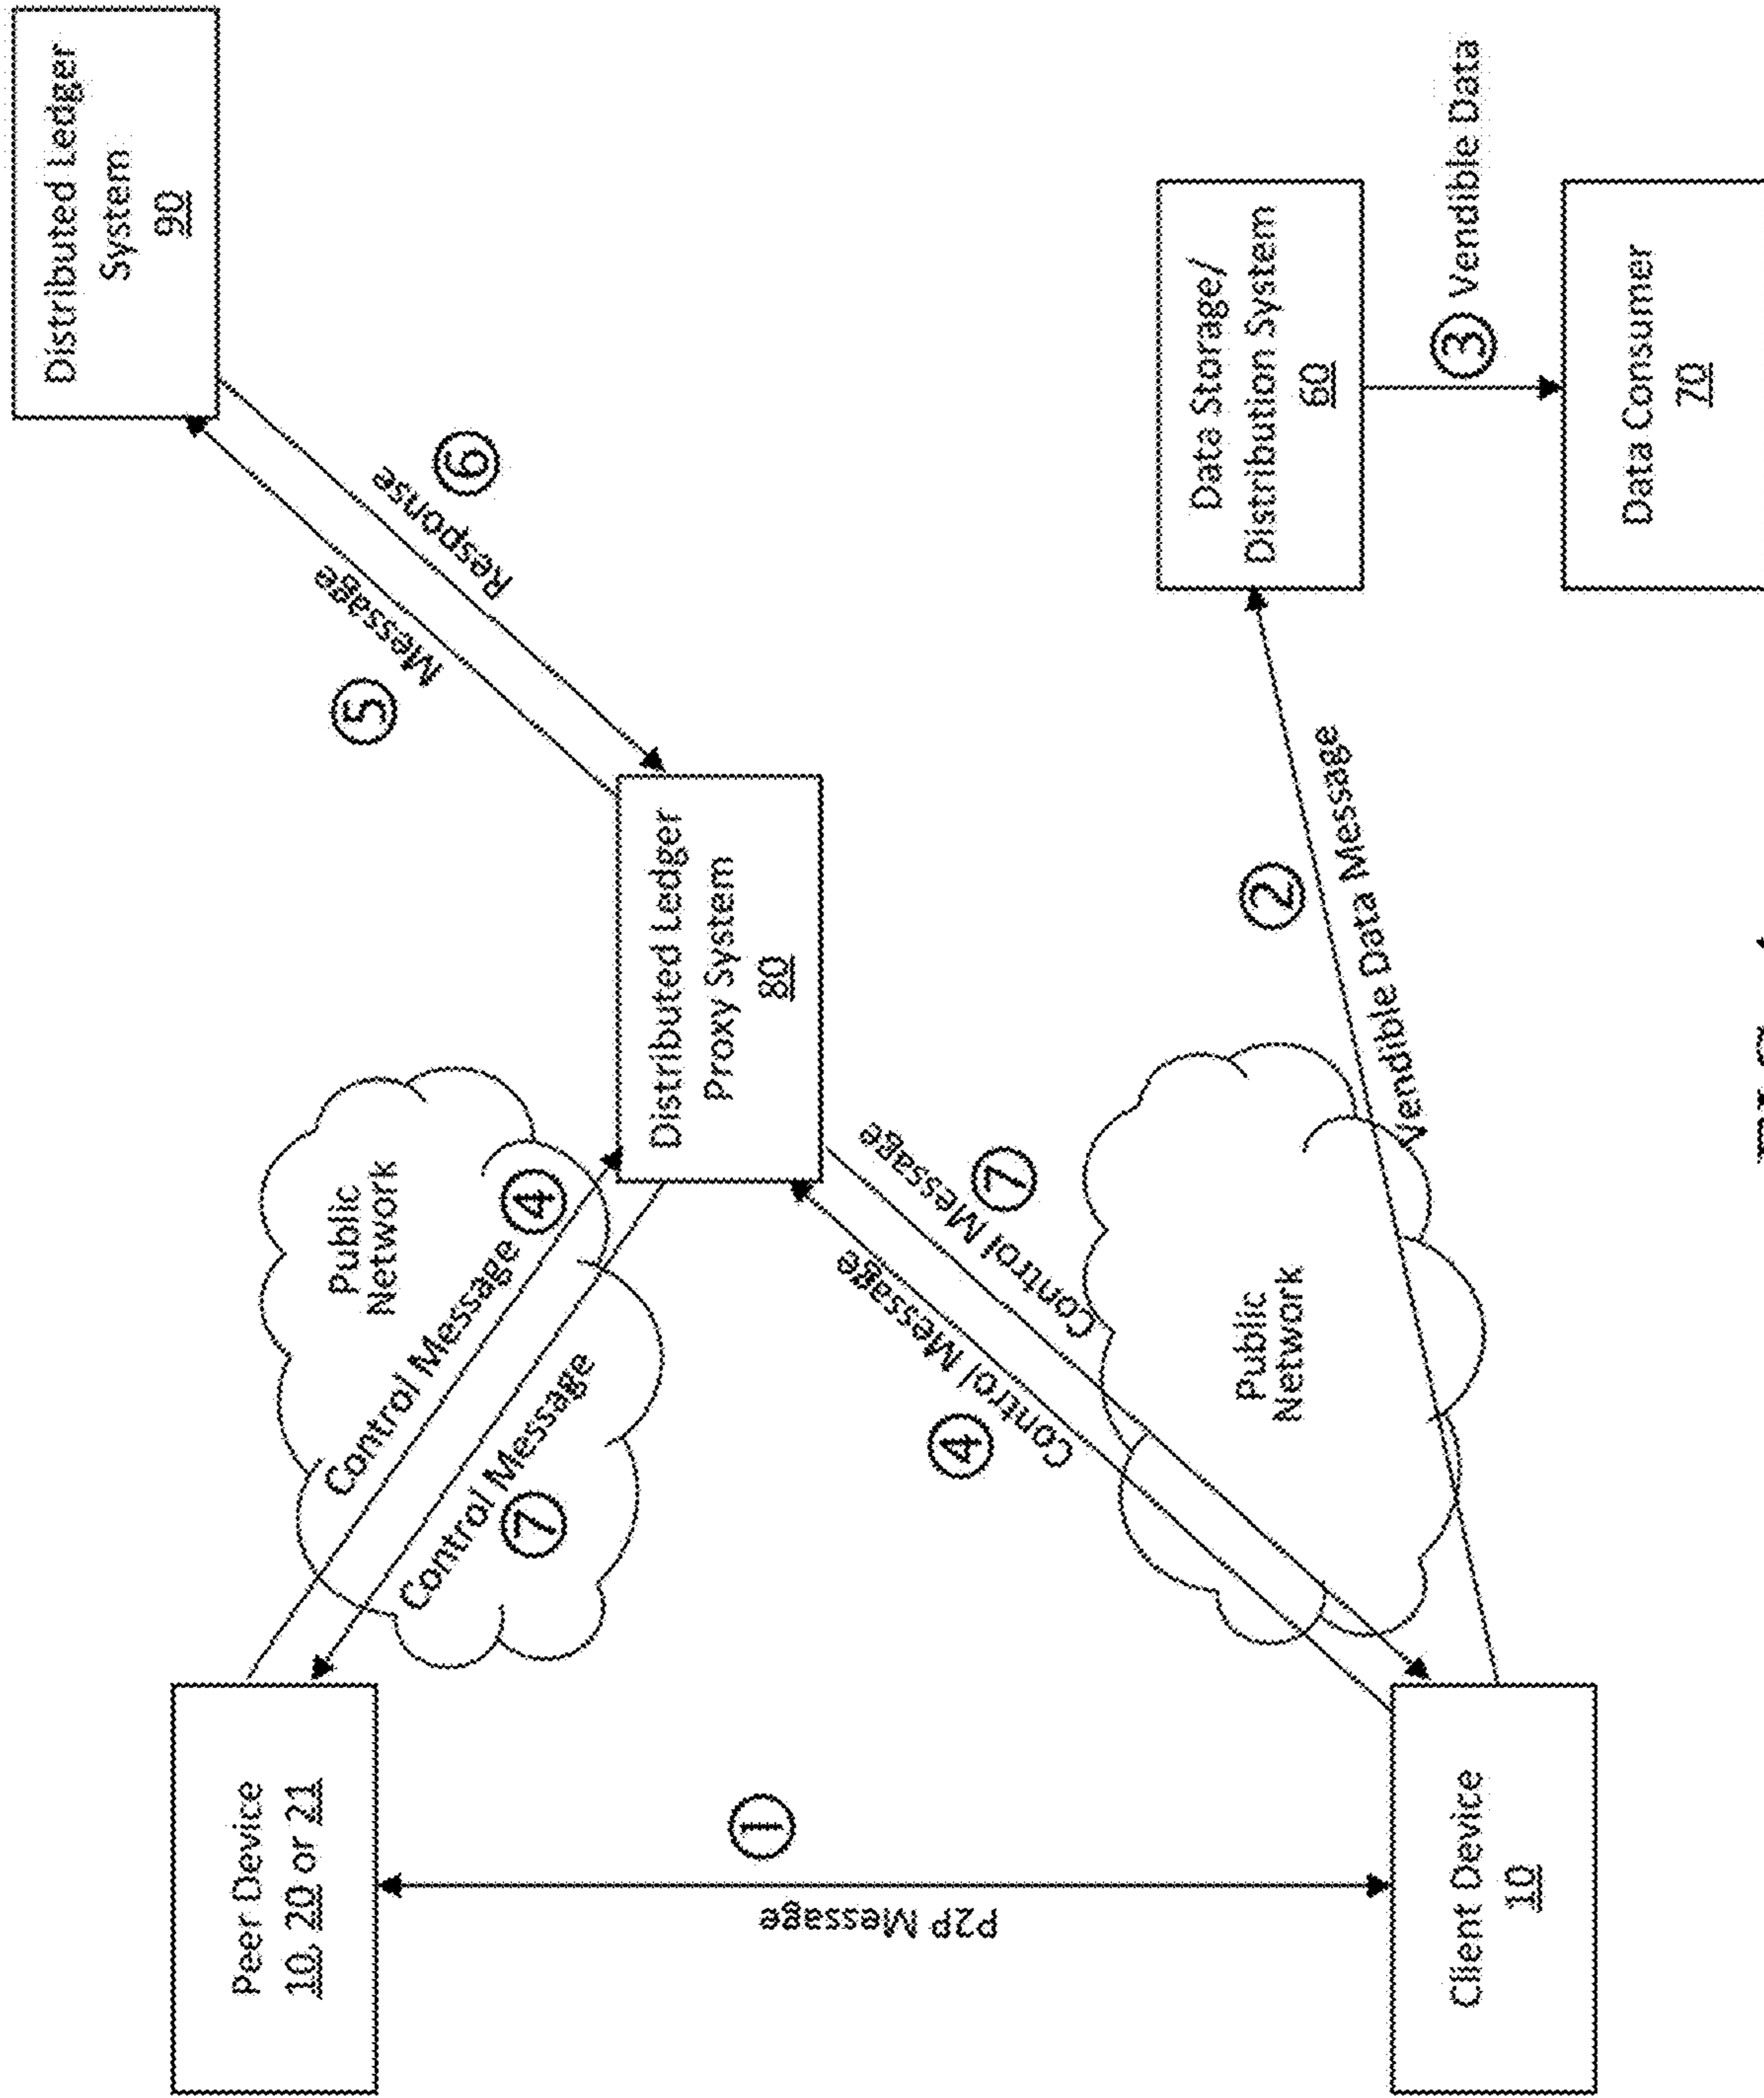 Peer Device
10, 20 or 21
Control Message ④
Control Message
⑦
Public
Network
Distributed Ledger
System
90
⑤
Message
Response
⑥
P2P Message
①
Distributed Ledger
Proxy System
80
④
Control Message
Control Message
⑦
Public
Network
②
Vendible Data Message
Data Storage/
Distribution System
60
③ Vendible Data
Client Device
10
Data Consumer
70